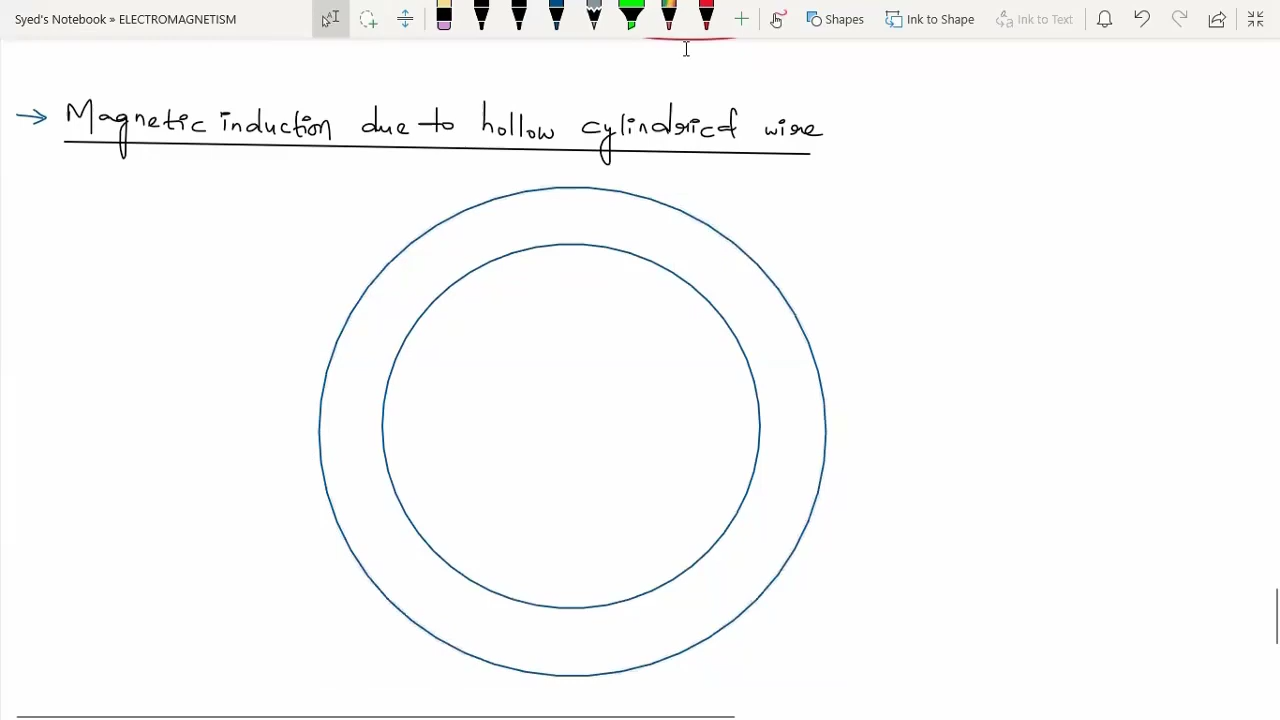 Syed's Notebook » ELECTROMAGNETISM
Shapes
Ink to Shape
Ink to Text
→ Magnetic induction due to hollow cylindrical wire